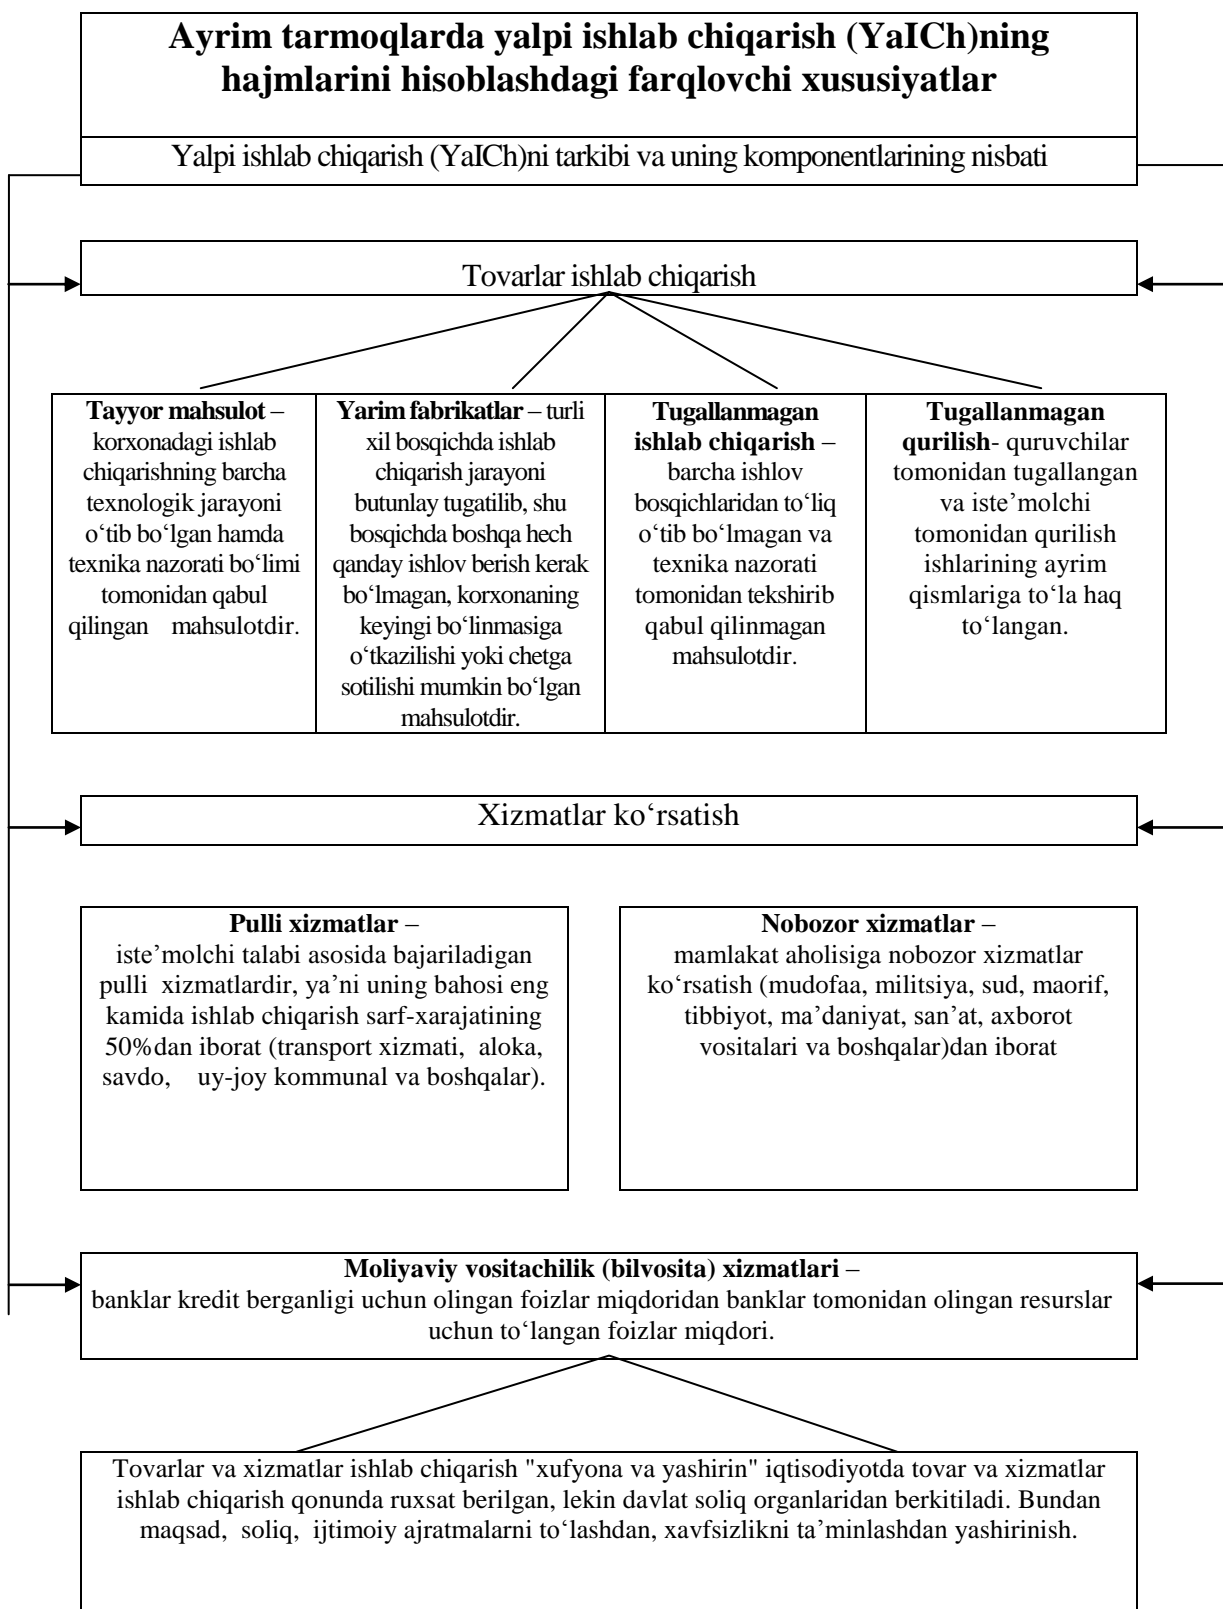 Ayrim tarmoqlarda yalpi ishlab chiqarish (YaICh)ning
hajmlarini hisoblashdagi farqlovchi xususiyatlar
Yalpi ishlab chiqarish (YaICh)ni tarkibi va uning komponentlarining nisbati
Tovarlar ishlab chiqarish
Tayyor mahsulot –
korxonadagi ishlab
chiqarishning barcha
texnologik jarayoni
o‘tib bo‘lgan hamda
texnika nazorati bo‘limi
tomonidan qabul
qilingan mahsulotdir.
Yarim fabrikatlar – turli
xil bosqichda ishlab
chiqarish jarayoni
butunlay tugatilib, shu
bosqichda boshqa hech
qanday ishlov berish kerak
bo‘lmagan, korxonaning
keyingi bo‘linmasiga
o‘tkazilishi yoki chetga
sotilishi mumkin bo‘lgan
mahsulotdir.
Tugallanmagan
ishlab chiqarish –
barcha ishlov
bosqichlaridan to‘liq
o‘tib bo‘lmagan va
texnika nazorati
tomonidan tekshirib
qabul qilinmagan
mahsulotdir.
Tugallanmagan
qurilish- quruvchilar
tomonidan tugallangan
va iste’molchi
tomonidan qurilish
ishlarining ayrim
qismlariga to‘la haq
to‘langan.
Xizmatlar ko‘rsatish
Pulli xizmatlar –
iste’molchi talabi asosida bajariladigan
pulli xizmatlardir, ya’ni uning bahosi eng
kamida ishlab chiqarish sarf-xarajatining
50%dan iborat (transport xizmati, aloka,
savdo, uy-joy kommunal va boshqalar).
Nobozor xizmatlar –
mamlakat aholisiga nobozor xizmatlar
ko‘rsatish (mudofaa, militsiya, sud, maorif,
tibbiyot, ma’daniyat, san’at, axborot
vositalari va boshqalar)dan iborat
Moliyaviy vositachilik (bilvosita) xizmatlari –
banklar kredit berganligi uchun olingan foizlar miqdoridan banklar tomonidan olingan resurslar
uchun to‘langan foizlar miqdori.
Tovarlar va xizmatlar ishlab chiqarish "xufyona va yashirin" iqtisodiyotda tovar va xizmatlar
ishlab chiqarish qonunda ruxsat berilgan, lekin davlat soliq organlaridan berkitiladi. Bundan
maqsad, soliq, ijtimoiy ajratmalarni to‘lashdan, xavfsizlikni ta’minlashdan yashirinish.